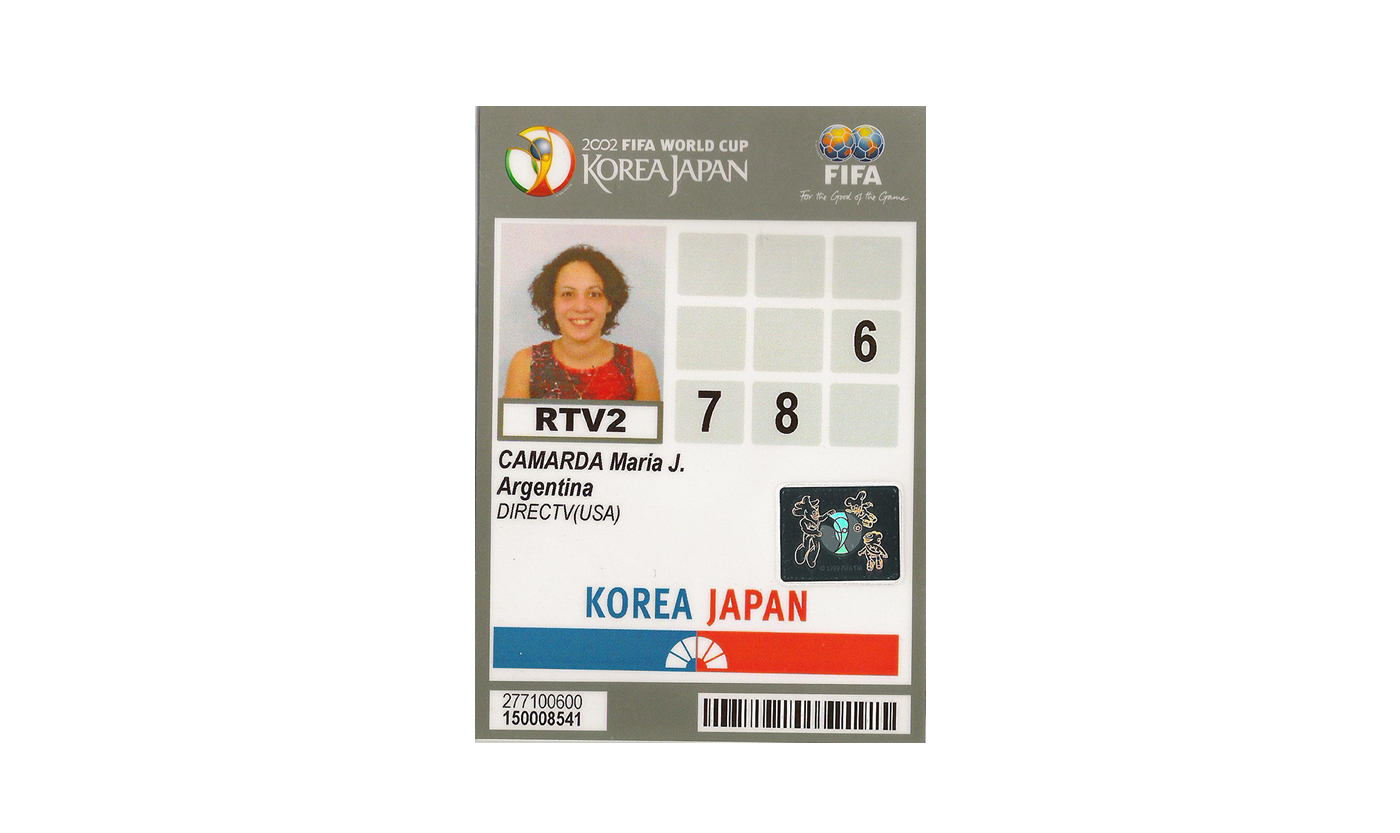 2002 FIFA WORLD CUP
KOREA JAPAN
FIFA
For the Good of the Game
6
RTV2
7 8
CAMARDA Maria J.
Argentina
DIRECTV(USA)
KOREA JAPAN
277100600
150008541